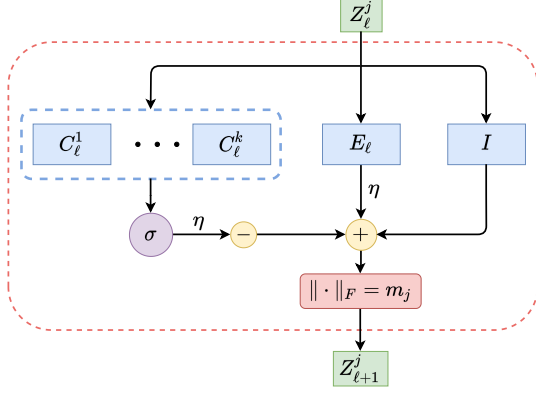 Z_ℓ^j
C_ℓ^1 · · · C_ℓ^k E_ℓ I
η
σ η − +
‖ · ‖_F = m_j
Z_{ℓ+1}^j